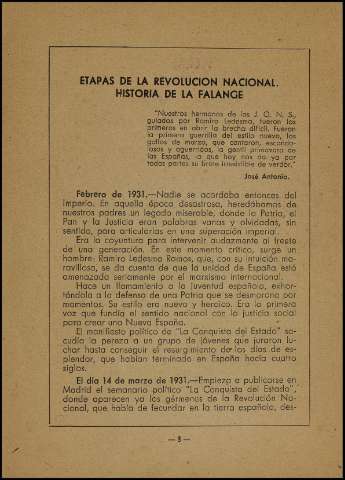 ETAPAS DE LA REVOLUCION NACIONAL.
HISTORIA DE LA FALANGE
"Nuestros hermanos de las J. O. N. S.,
guiados por Ramiro Ledesma, fueron los
primeros en abrir la brecha difícil. Fueron
la primera guerrilla del estilo nuevo, los
gallos de marzo, que cantaron, escanda-
losos y aguerridos, la gentil primavera de
las Españas, la que hoy nos da ya por
todas partes su brote irresistible de verdor."
José Antonio.
Febrero de 1931.—Nadie se acordaba entonces del
imperio. En aquella época desastrosa, heredábamos de
nuestros padres un legado miserable, donde la Patria, el
Pan y la Justicia eran palabras varias y olvidadas, sin
sentido, para articularlas en una superación imperial.
Era la coyuntura para intervenir audazmente al frente
de una generación. En este momento crítico, surge un
hombre: Ramiro Ledesma Ramos, que, con su intuición ma-
ravillosa, se da cuenta de que la unidad de España está
amenazada seriamente por el marxismo internacional.
Hace un llamamiento a la juventud española, exhor-
tándola a la defensa de una Patria que se desmorona por
momentos. Su estilo era nuevo y heroico. Era la primera
voz que fundía el sentido nacional con la justicia social
para crear una Nueva España.
El manifiesto político de "La Conquista del Estado" sa-
cudía la pereza a un grupo de jóvenes que juraron lu-
char hasta conseguir el resurgimiento de los días de es-
plendor, que habían terminado en España hacía cuatro
siglos.
El día 14 de marzo de 1931.—Empieza a publicarse en
Madrid el semanario político "La Conquista del Estado",
donde aparecen ya los gérmenes de la Revolución Na-
cional, que había de fecundar en la tierra española, des-